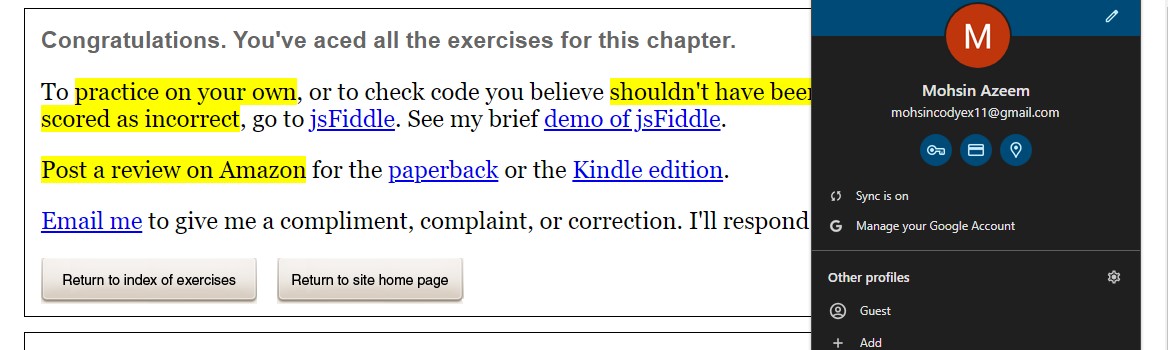 Congratulations. You've aced all the exercises for this chapter.
To practice on your own, or to check code you believe shouldn't have been
scored as incorrect, go to jsFiddle. See my brief demo of jsFiddle.
Post a review on Amazon for the paperback or the Kindle edition.
Email me to give me a compliment, complaint, or correction. I'll respond
Return to index of exercises
Return to site home page
M
Mohsin Azeem
mohsincodyex11@gmail.com
Sync is on
G Manage your Google Account
Other profiles
Guest
+ Add